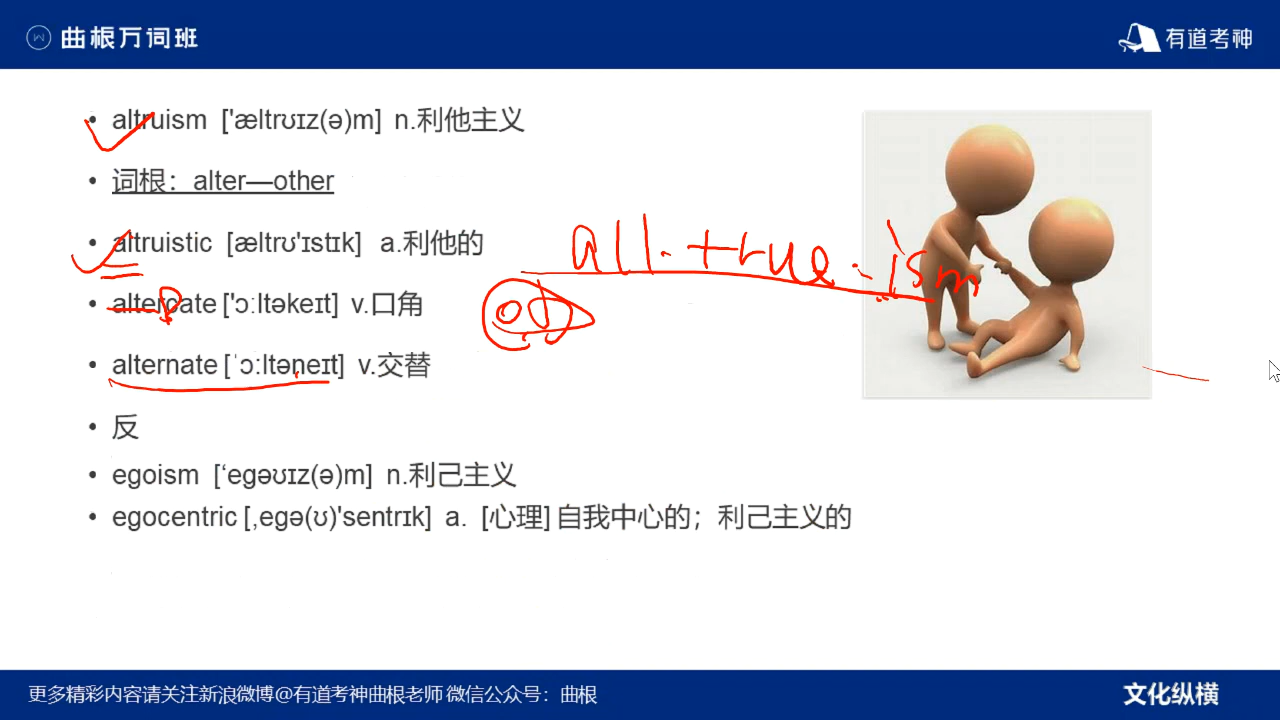 曲根万词班
有道考神
• altruism ['æltrʊɪz(ə)m] n.利他主义
• 词根：alter—other
• altruistic [æltrʊ'ɪstɪk] a.利他的
all·true·ism
• altercate ['ɔːltəkeɪt] v.口角
• alternate [ˈɔːltəneɪt] v.交替
• 反
• egoism [‘egəʊɪz(ə)m] n.利己主义
• egocentric [,egə(ʊ)'sentrɪk] a. [心理] 自我中心的；利己主义的
更多精彩内容请关注新浪微博@有道考神曲根老师 微信公众号：曲根
文化纵横